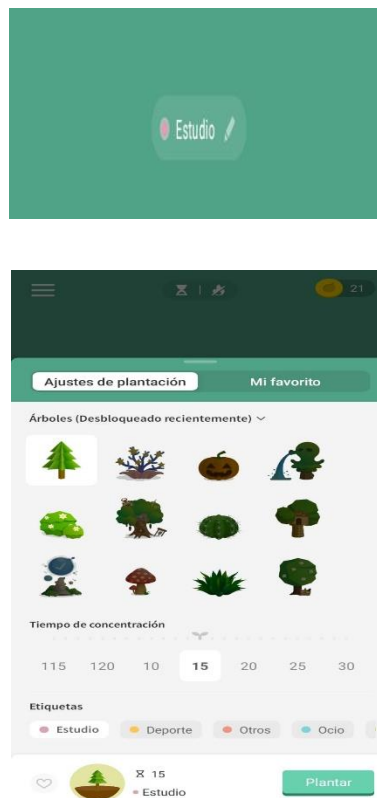 Estudio
21
Ajustes de plantación Mi favorito
Árboles (Desbloqueado recientemente)
Tiempo de concentración
115 120 10 15 20 25 30
Etiquetas
Estudio Deporte Otros Ocio
15
Estudio
Plantar